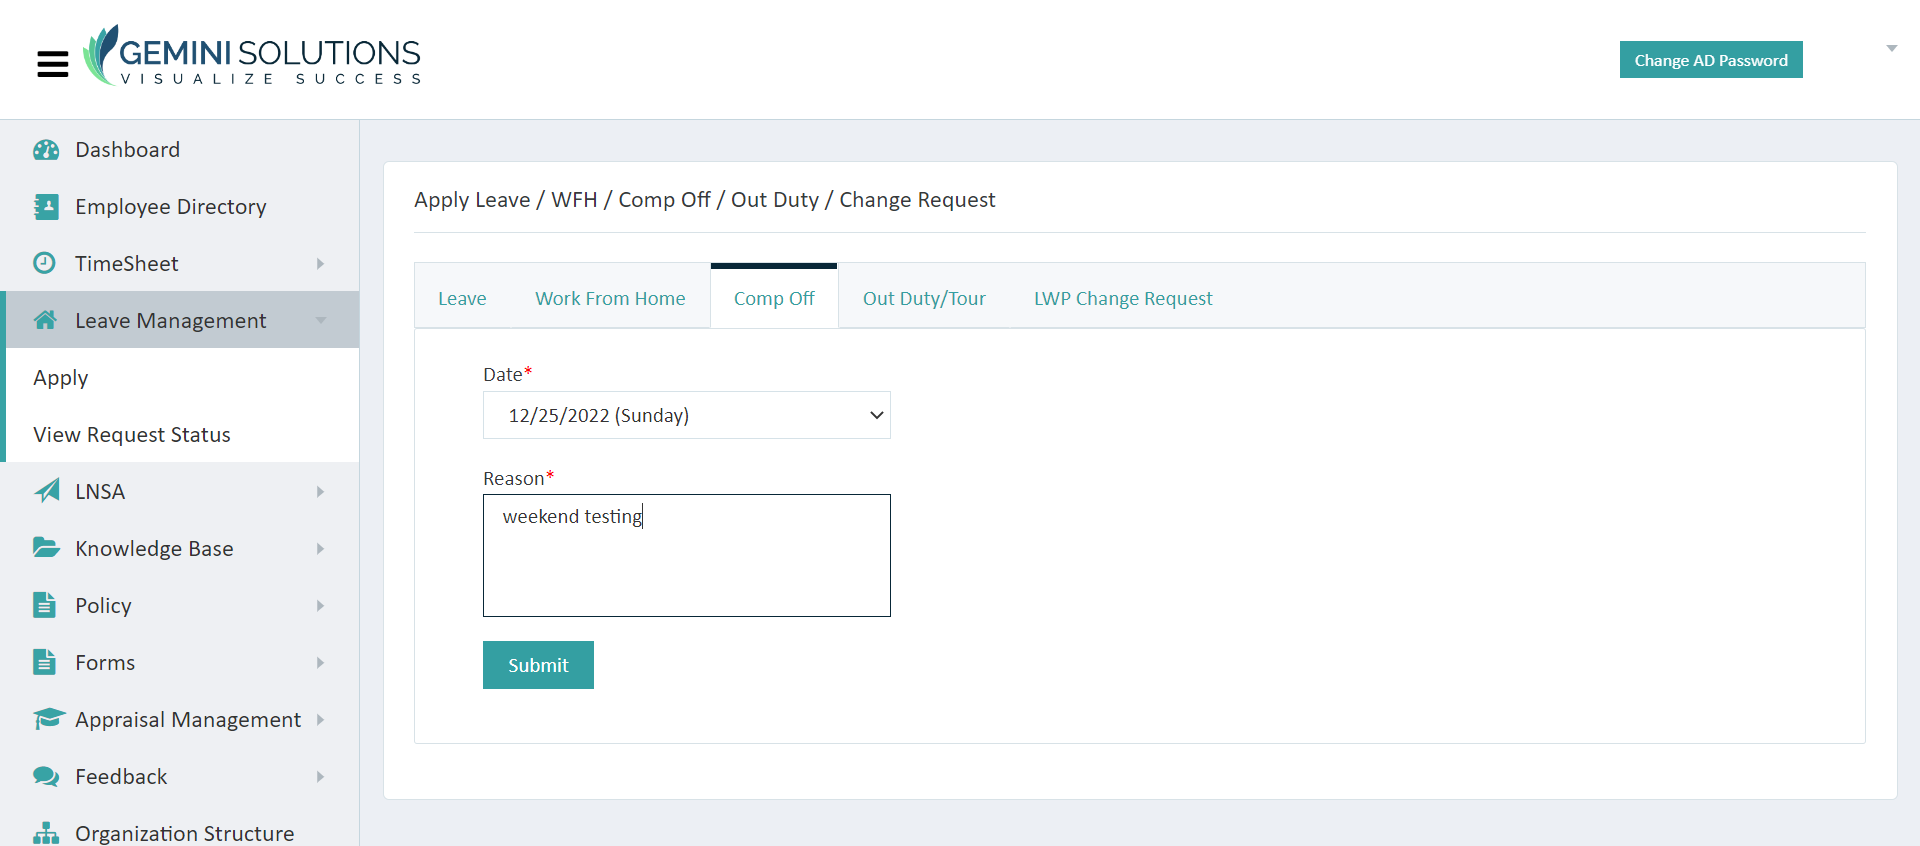 GEMINI SOLUTIONS
VISUALIZE SUCCESS
Change AD Password
Dashboard
Employee Directory
TimeSheet
Leave Management
Apply
View Request Status
LNSA
Knowledge Base
Policy
Forms
Appraisal Management
Feedback
Organization Structure
Apply Leave / WFH / Comp Off / Out Duty / Change Request
Leave Work From Home Comp Off Out Duty/Tour LWP Change Request
Date*
12/25/2022 (Sunday)
Reason*
weekend testing
Submit